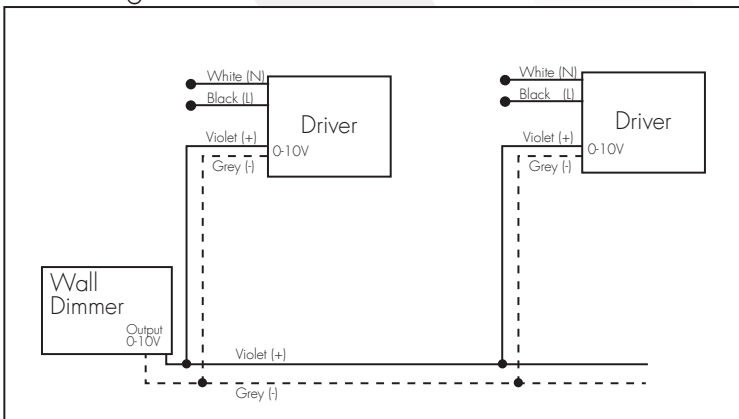 White (N)
Black (L)
Driver
Violet (+)
0-10V
Grey (-)
White (N)
Black (L)
Driver
Violet (+)
0-10V
Grey (-)
Wall
Dimmer
Output
0-10V
Violet (+)
Grey (-)